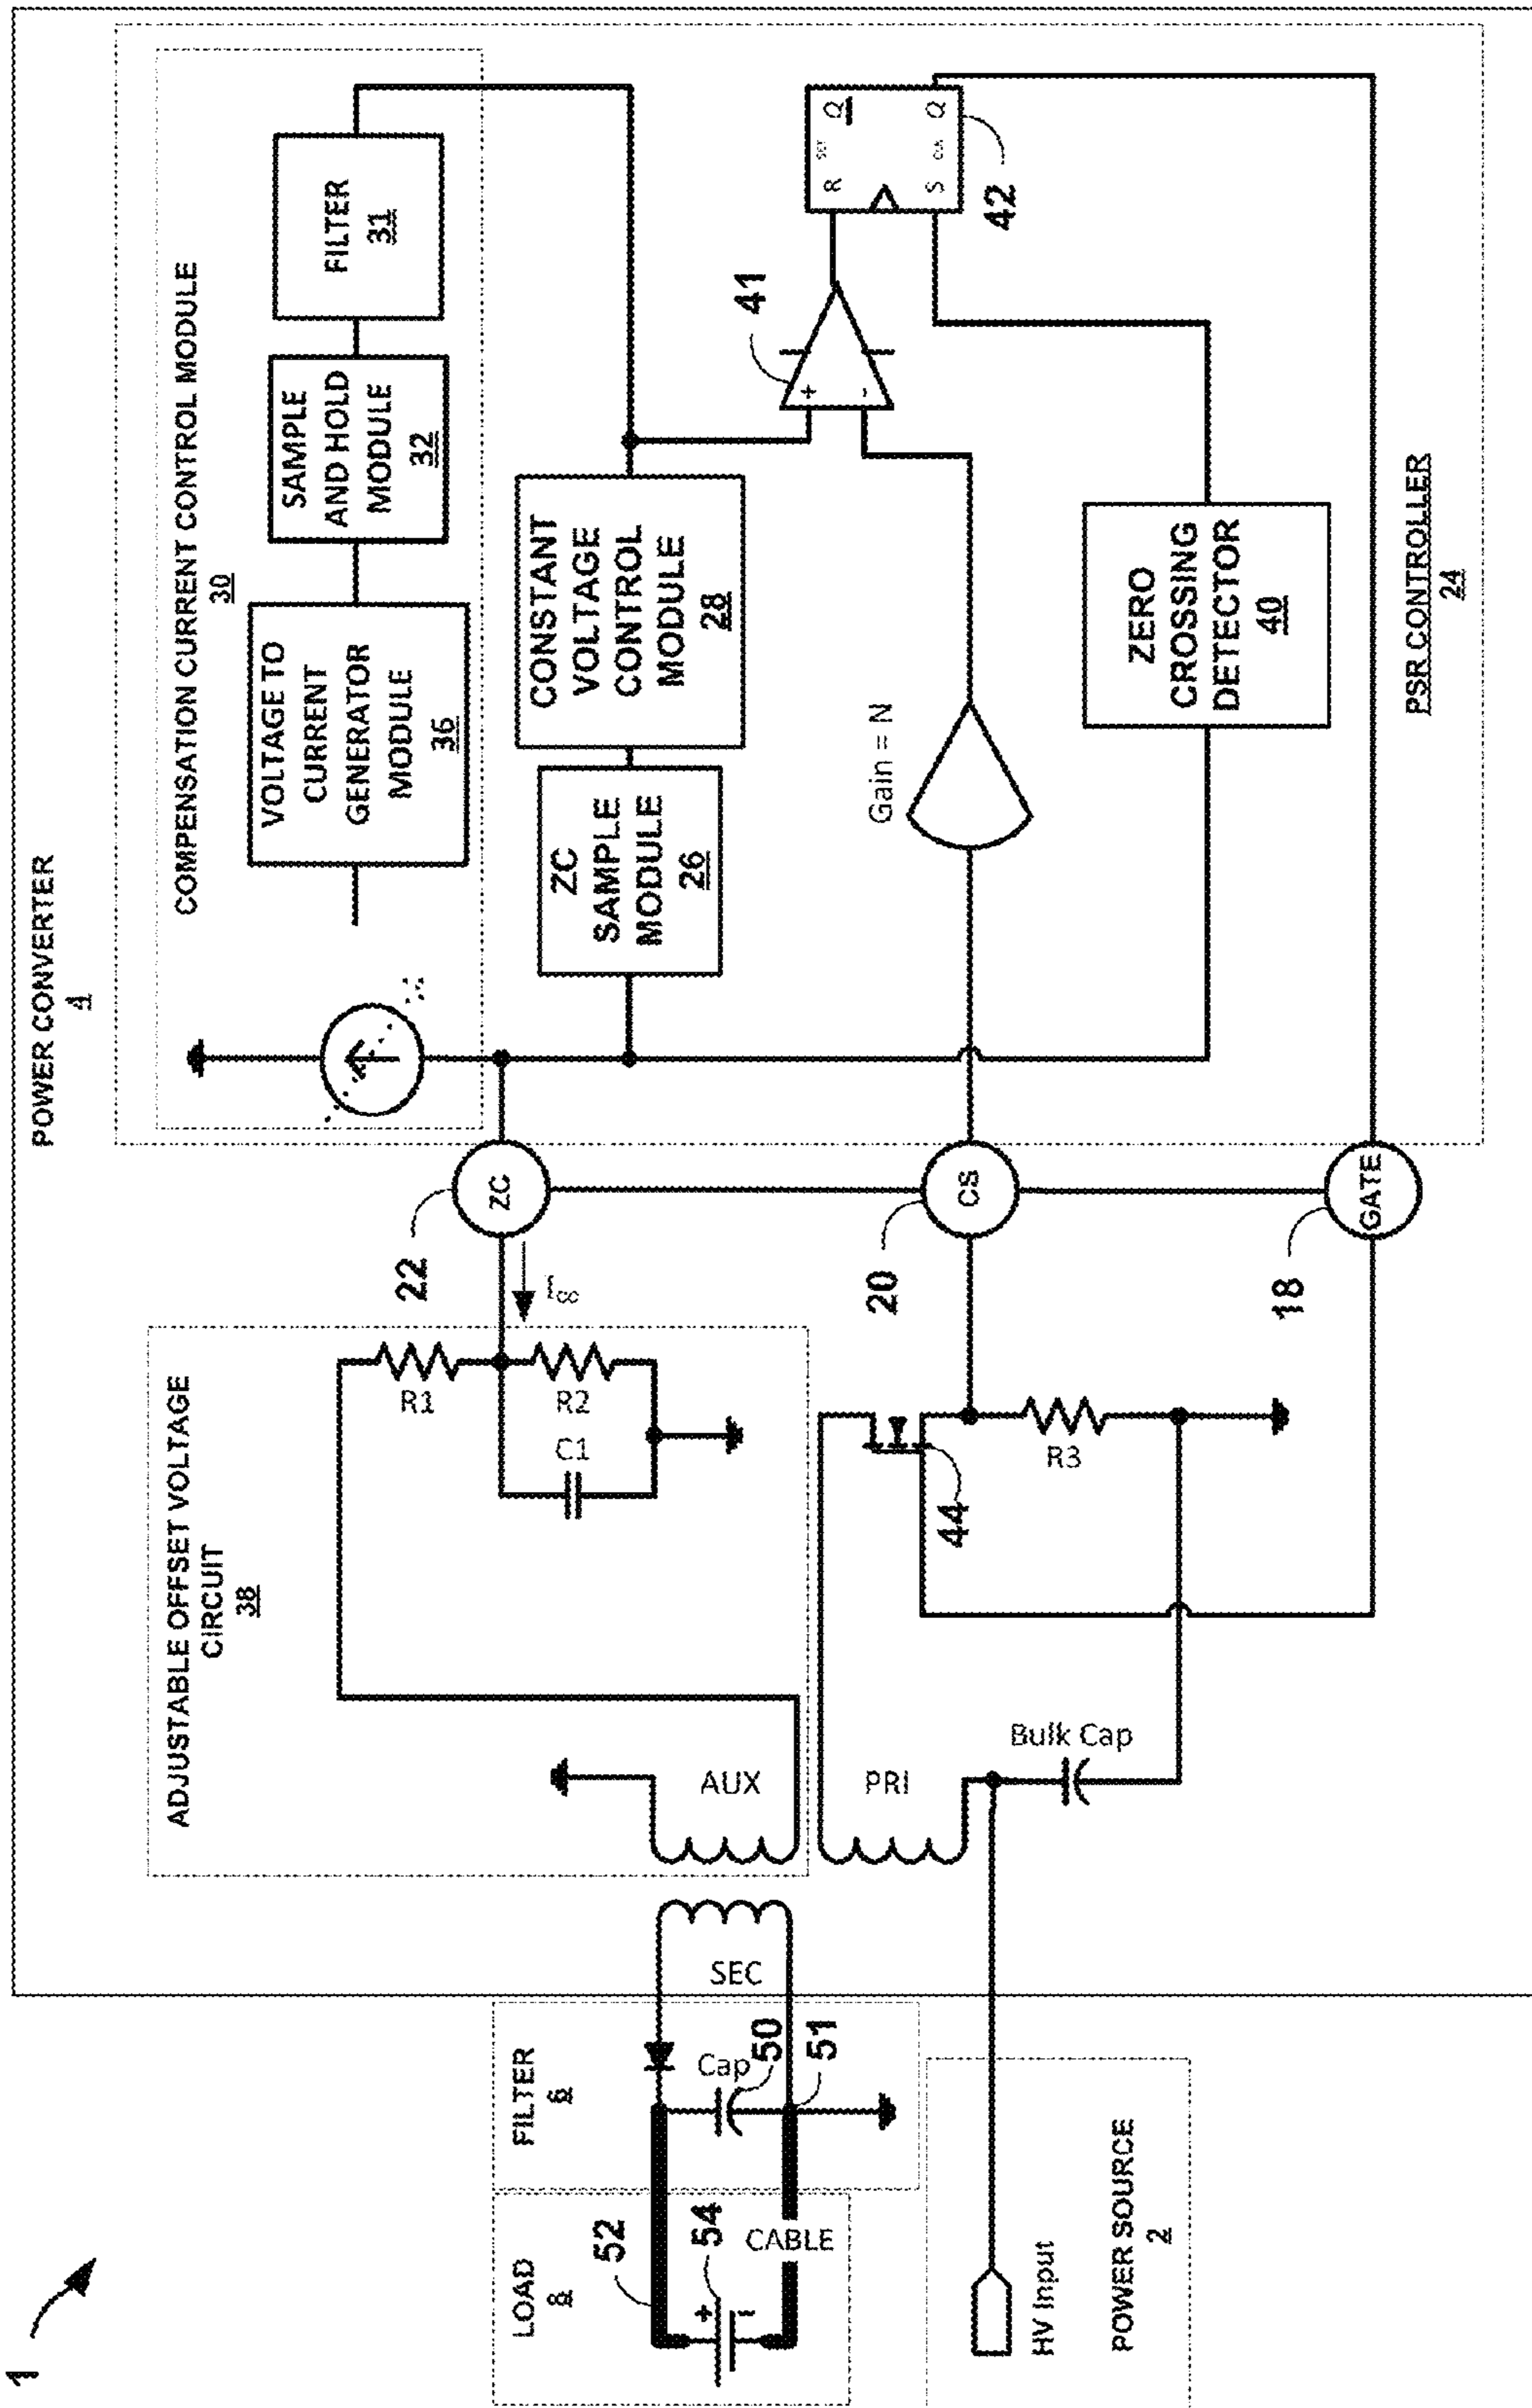 1
POWER CONVERTER
4
COMPENSATION CURRENT CONTROL MODULE
30
VOLTAGE TO
CURRENT
GENERATOR
MODULE
36
SAMPLE
AND HOLD
MODULE
32
FILTER
31
ZC
SAMPLE
MODULE
26
CONSTANT
VOLTAGE
CONTROL
MODULE
28
41
+
-
R
SET
Q
S
Q
42
Gain = N
ZERO
CROSSING
DETECTOR
40
PSR CONTROLLER
24
ZC
22
CS
20
GATE
18
ADJUSTABLE OFFSET VOLTAGE
CIRCUIT
38
R1
R2
C1
AUX
PRI
SEC
44
R3
Bulk Cap
FILTER
6
Cap
50
51
LOAD
8
52
54
+
-
CABLE
HV Input
POWER SOURCE
2